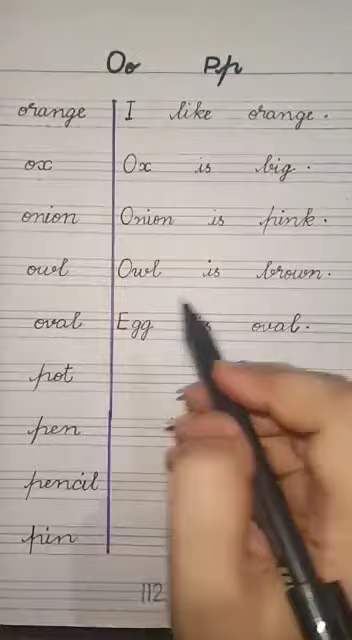 Oo Pp
orange I like orange.
ox Ox is big.
onion Onion is pink.
owl Owl is brown.
oval Egg is oval.
pot
pen
pencil
pin
112